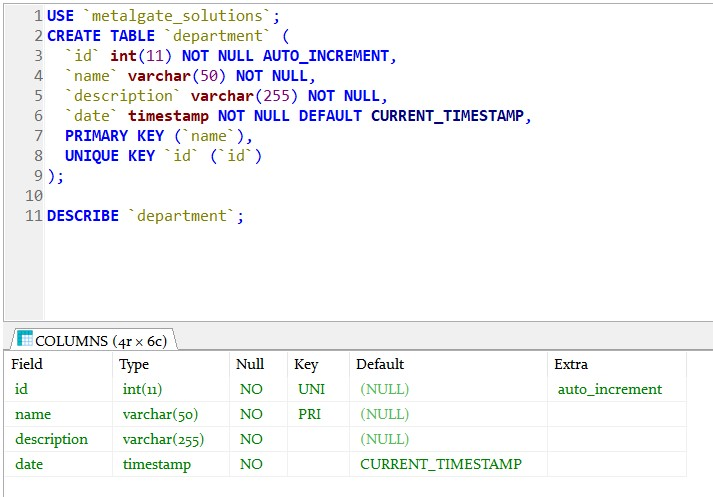 1 USE `metalgate_solutions`;
2 CREATE TABLE `department` (
3 `id` int(11) NOT NULL AUTO_INCREMENT,
4 `name` varchar(50) NOT NULL,
5 `description` varchar(255) NOT NULL,
6 `date` timestamp NOT NULL DEFAULT CURRENT_TIMESTAMP,
7 PRIMARY KEY (`name`),
8 UNIQUE KEY `id` (`id`)
9 );
10
11 DESCRIBE `department`;
COLUMNS (4r × 6c)
Field Type Null Key Default Extra
id int(11) NO UNI (NULL) auto_increment
name varchar(50) NO PRI (NULL)
description varchar(255) NO (NULL)
date timestamp NO CURRENT_TIMESTAMP